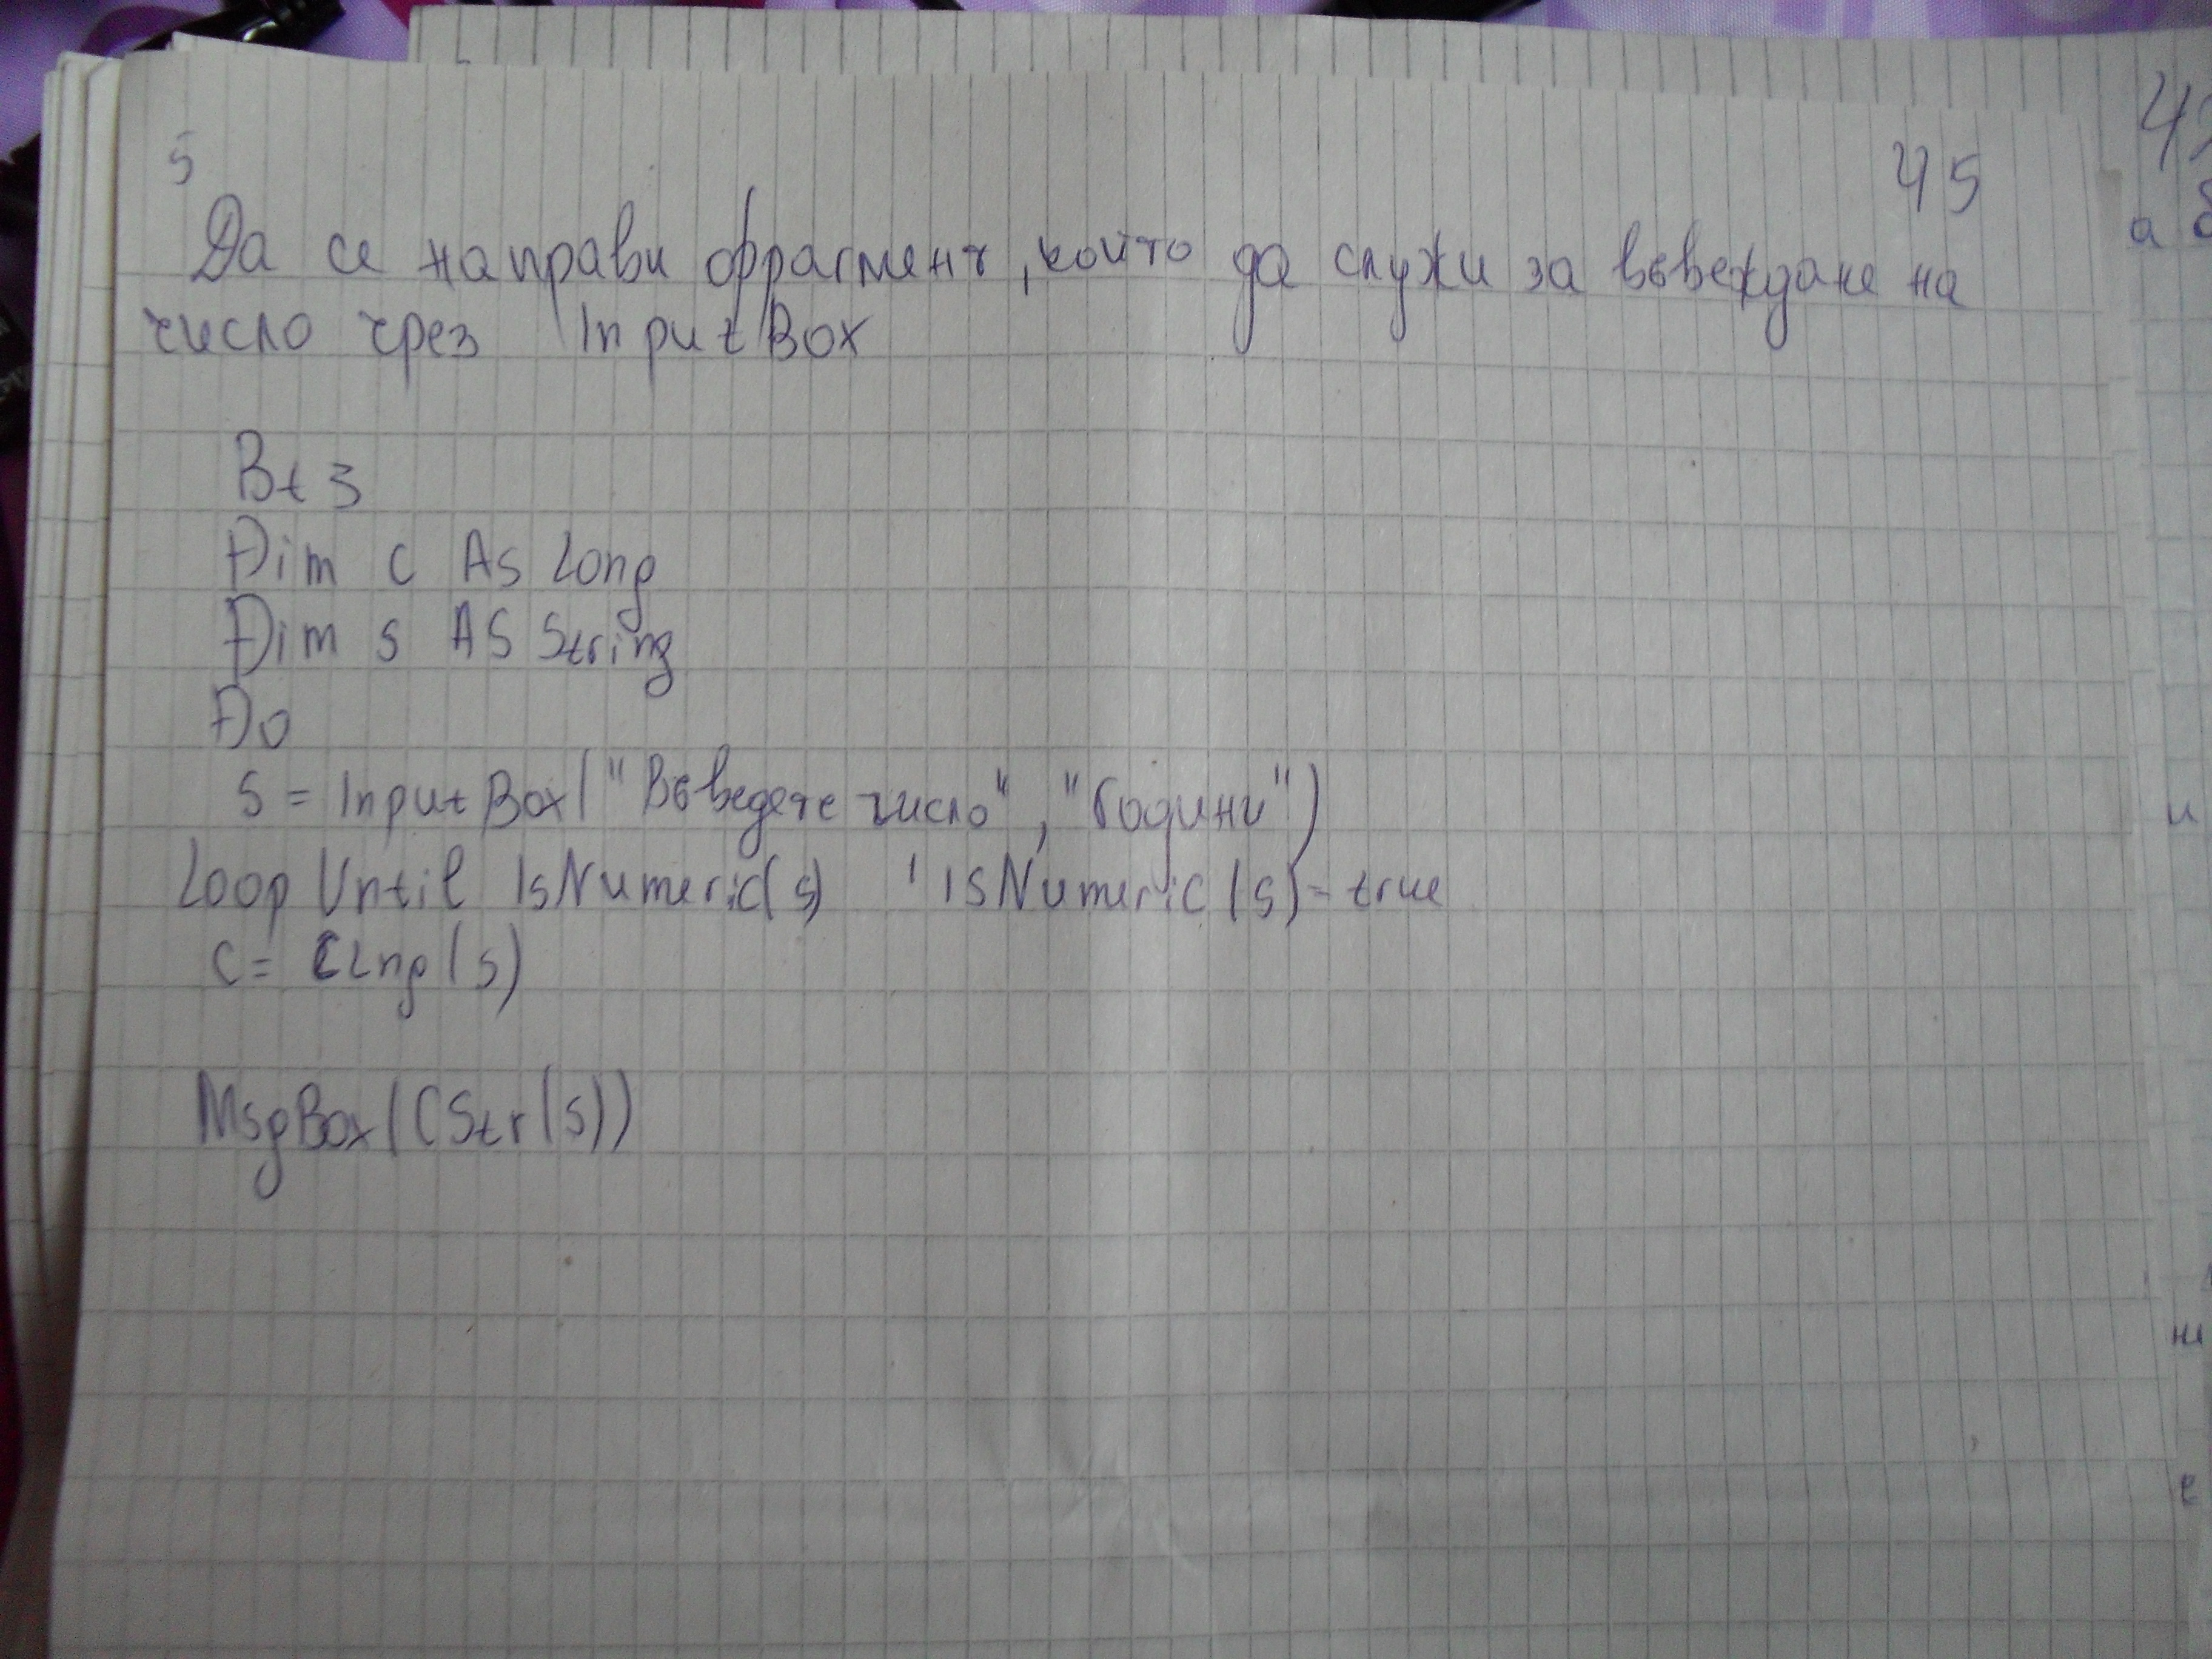 5
45
Да се направи фрагмент, който да служи за въвеждане на
число чрез InputBox
Bt 3
Dim c As Long
Dim s AS String
Do
s = InputBox("Въведете число", "Години")
Loop Until IsNumeric(s) ' ISNumeric(s) = true
c = CLng(s)
MsgBox(CStr(s))
а б
и
е